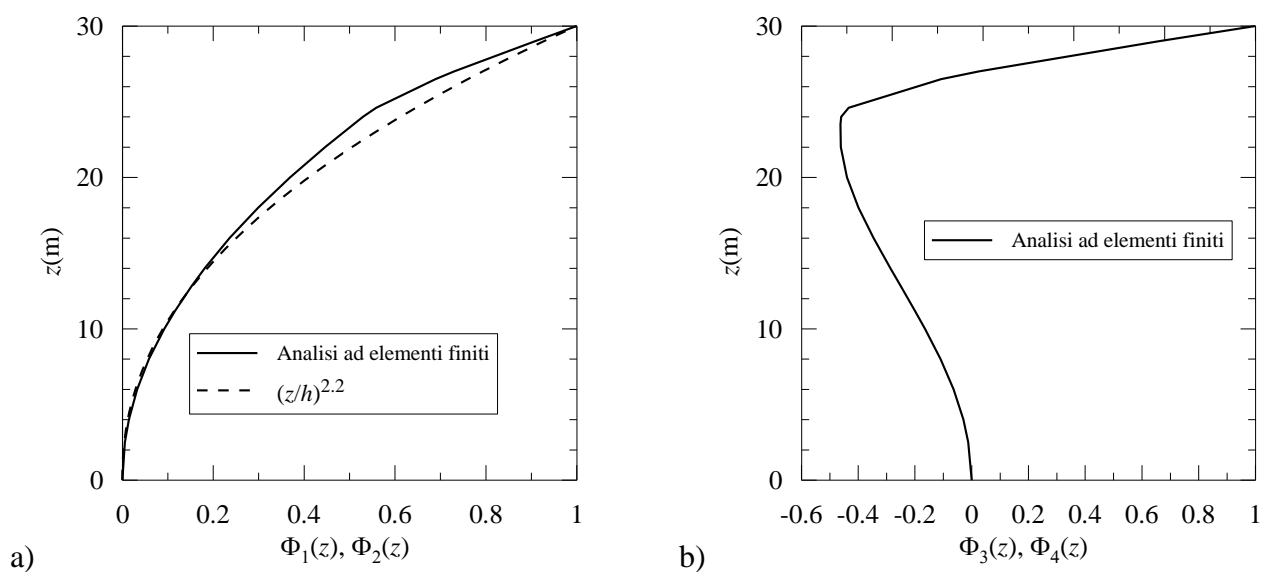 30
20
10
0
z(m)
Analisi ad elementi finiti
(z/h)^2.2
0 0.2 0.4 0.6 0.8 1
Φ1(z), Φ2(z)
a)
30
20
10
0
z(m)
Analisi ad elementi finiti
-0.6 -0.4 -0.2 0 0.2 0.4 0.6 0.8 1
Φ3(z), Φ4(z)
b)